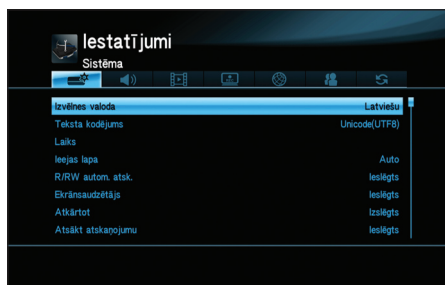 Iestatījumi
Sistēma
Izvēlnes valoda Latviešu
Teksta kodējums Unicode(UTF8)
Laiks
Ieejas lapa Auto
R/RW autom. atsk. Ieslēgts
Ekrānsaudzētājs Ieslēgts
Atkārtot Izslēgts
Atsākt atskaņojumu Ieslēgts